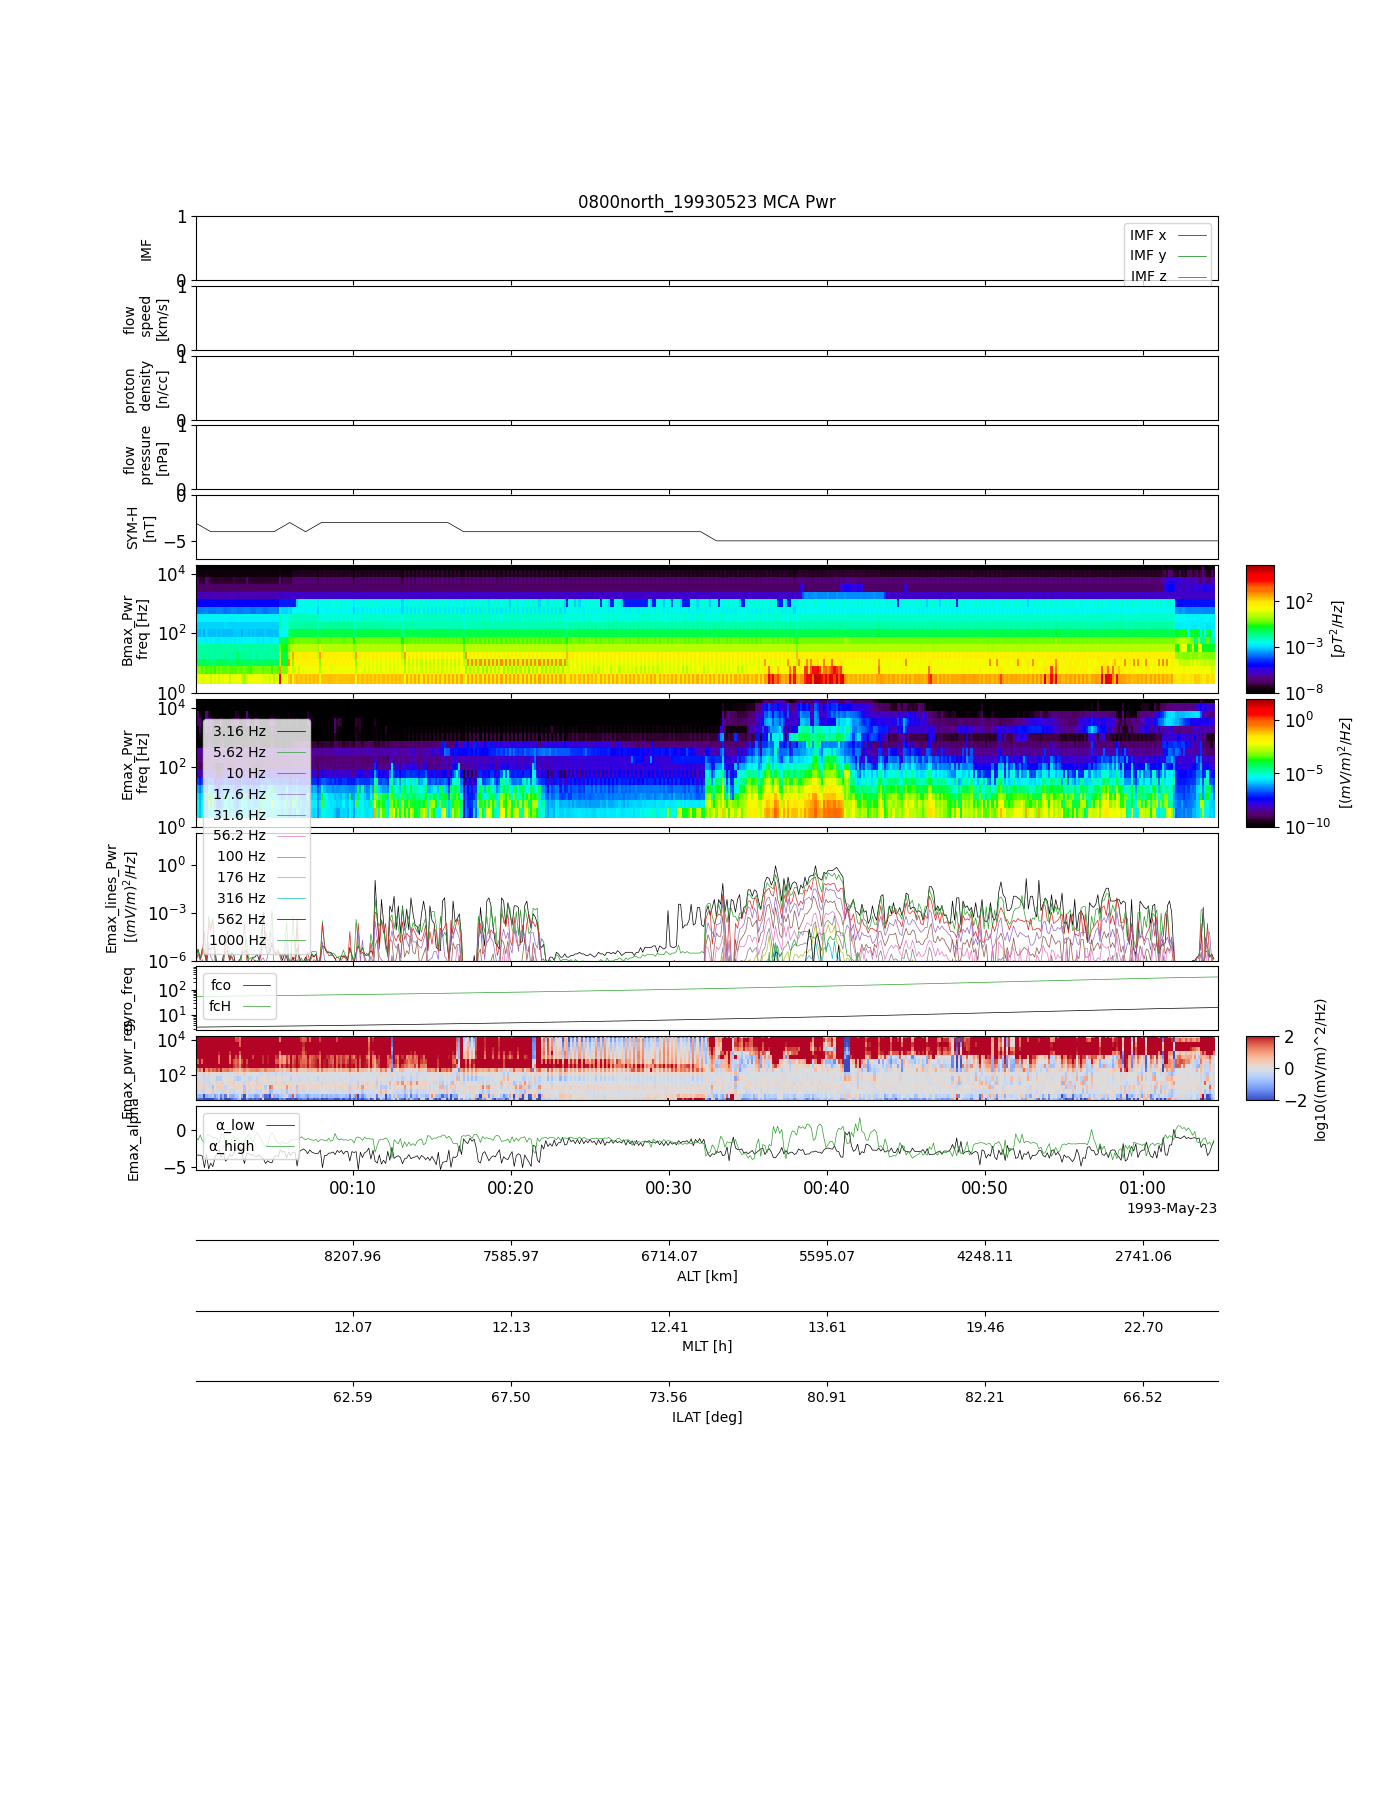 0800north_19930523 MCA Pwr
1
0
IMF
IMF x
IMF y
IMF z
1
0
flow
speed
[km/s]
1
0
proton
density
[n/cc]
1
0
flow
pressure
[nPa]
0
−5
SYM-H
[nT]
10^4
10^2
10^0
Bmax_Pwr
freq [Hz]
10^2
10^−3
10^−8
[pT^2/Hz]
10^4
10^2
10^0
Emax_Pwr
freq [Hz]
10^0
10^−5
10^−10
[(mV/m)^2/Hz]
3.16 Hz
5.62 Hz
10 Hz
17.6 Hz
31.6 Hz
56.2 Hz
100 Hz
176 Hz
316 Hz
562 Hz
1000 Hz
10^0
10^−3
10^−6
Emax_lines_Pwr
[(mV/m)^2/Hz]
10^2
10^1
gyro_freq
fco
fcH
10^4
10^2
Emax_pwr_reg
2
0
−2
log10((mV/m)^2/Hz)
0
−5
Emax_alpha
α_low
α_high
00:10 00:20 00:30 00:40 00:50 01:00
1993-May-23
8207.96 7585.97 6714.07 5595.07 4248.11 2741.06
ALT [km]
12.07 12.13 12.41 13.61 19.46 22.70
MLT [h]
62.59 67.50 73.56 80.91 82.21 66.52
ILAT [deg]